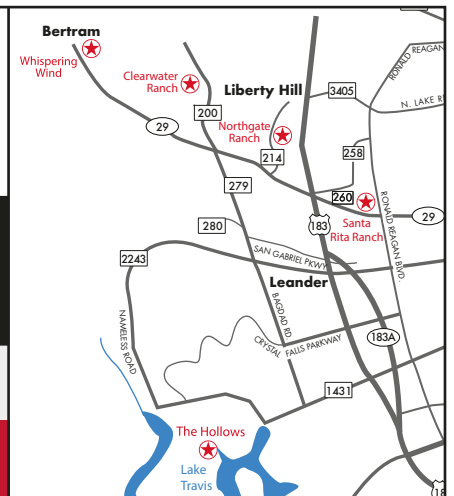 Bertram
Whispering
Wind
Clearwater
Ranch
Liberty Hill
RONALD REAGAN
3405
N. LAKE
200
29
Northgate
Ranch
214
258
279
260
Santa
Rita Ranch
29
RONALD REAGAN BLVD.
280
183
SAN GABRIEL PKWY
2243
Leander
BAGDAD RD
NAMELESS ROAD
CRYSTAL FALLS PARKWAY
183A
1431
The Hollows
Lake
Travis